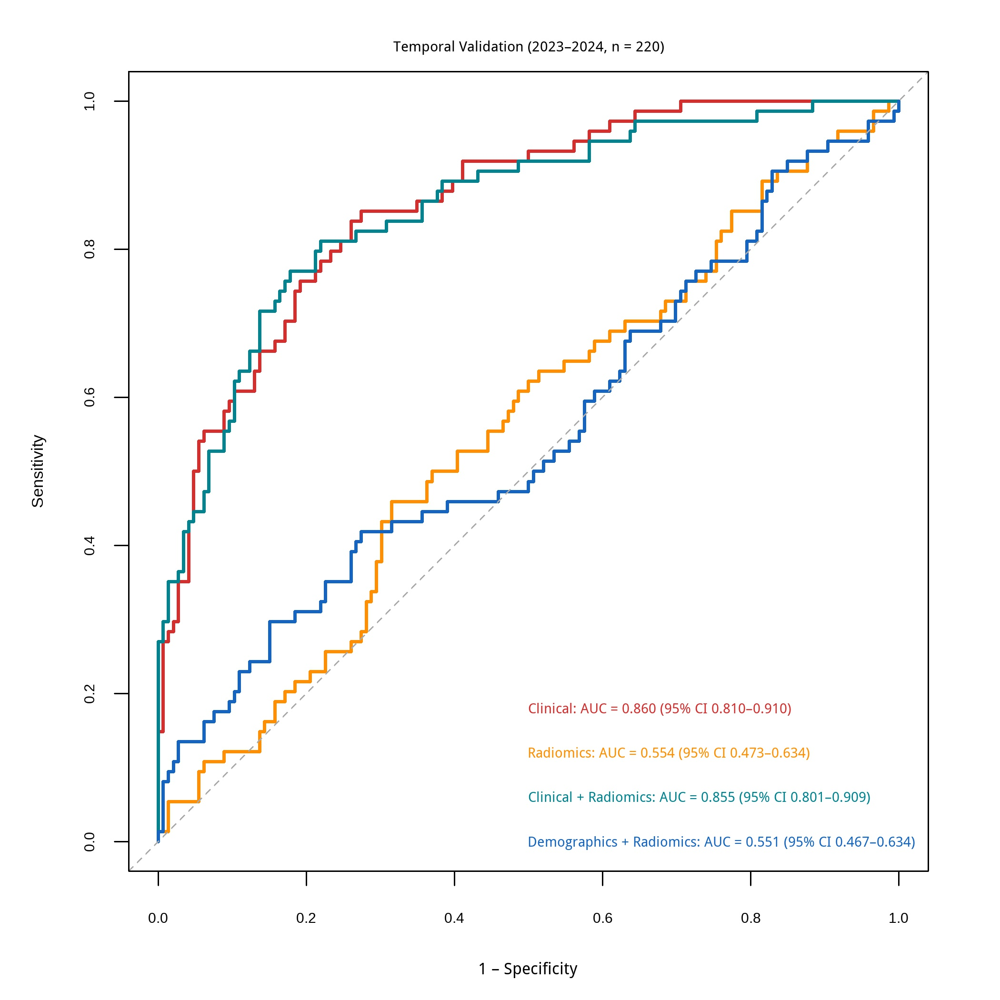 Temporal Validation (2023–2024, n = 220)
1.0
0.8
0.6
0.4
0.2
0.0
Sensitivity
Clinical: AUC = 0.860 (95% CI 0.810–0.910)
Radiomics: AUC = 0.554 (95% CI 0.473–0.634)
Clinical + Radiomics: AUC = 0.855 (95% CI 0.801–0.909)
Demographics + Radiomics: AUC = 0.551 (95% CI 0.467–0.634)
0.0 0.2 0.4 0.6 0.8 1.0
1 – Specificity